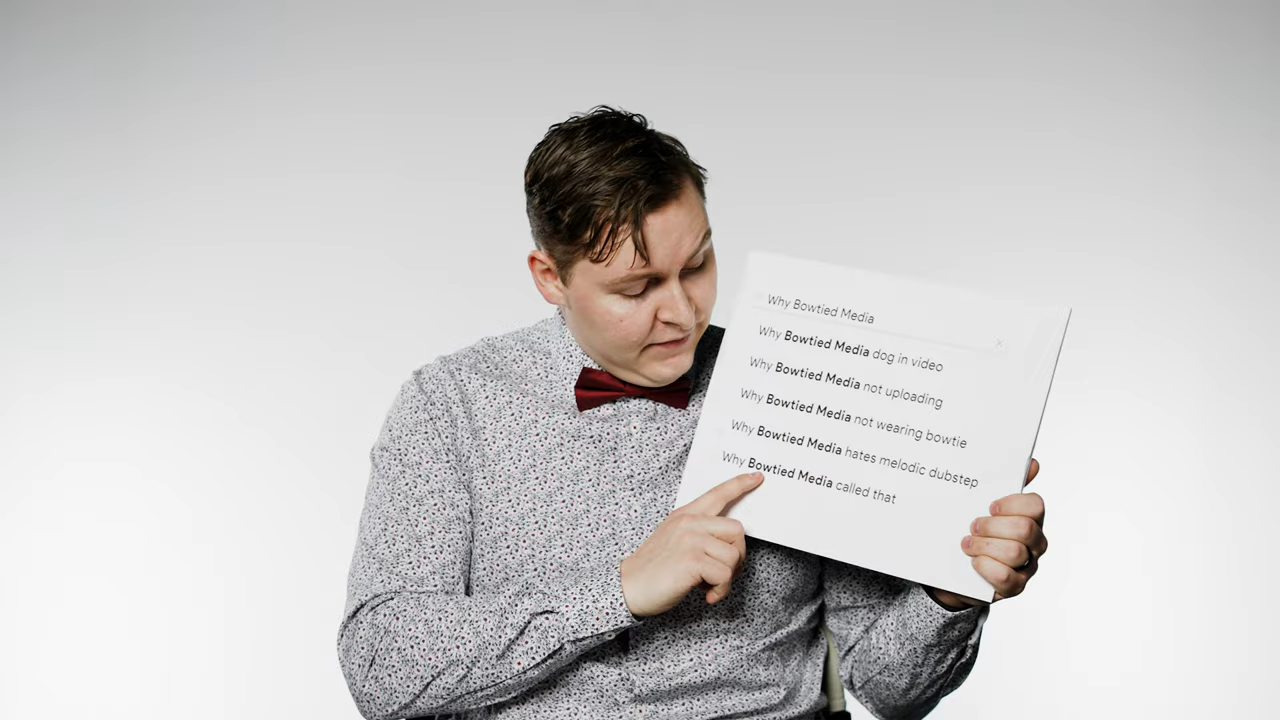 Why Bowtied Media
Why Bowtied Media dog in video
Why Bowtied Media not uploading
Why Bowtied Media not wearing bowtie
Why Bowtied Media hates melodic dubstep
Why Bowtied Media called that